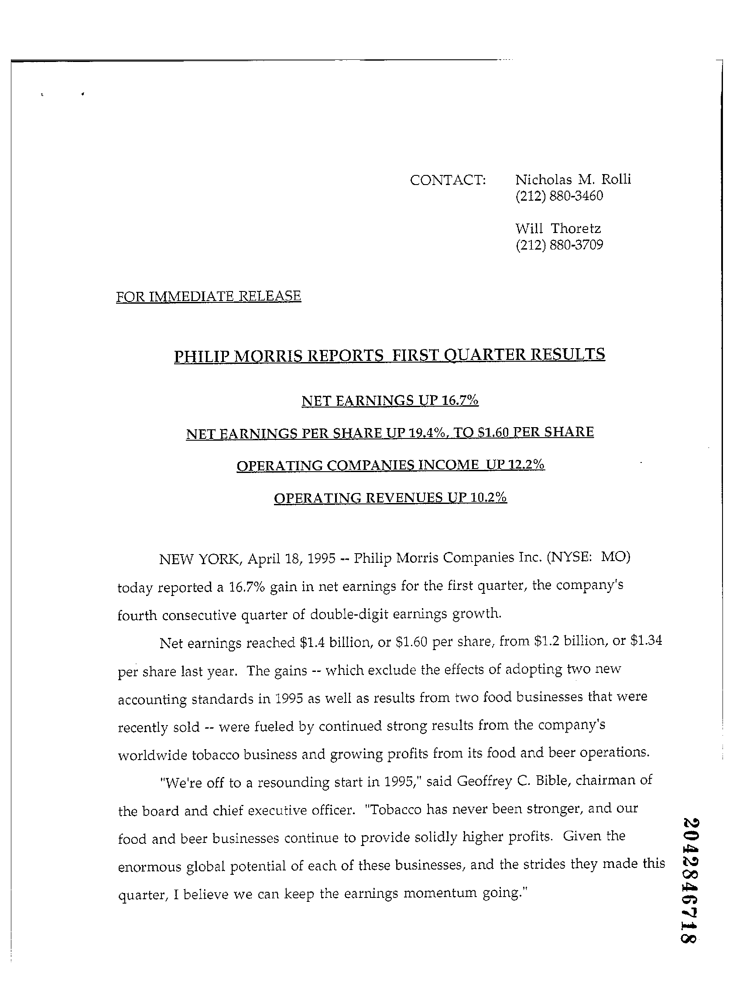 CONTACT: Nicholas M. Rolli
(212) 880-3460
Will Thoretz
(212) 880-3709
FOR IMMEDIATE RELEASE
PHILIP MORRIS REPORTS FIRST QUARTER RESULTS
NET EARNINGS UP 16.7%
NET EARNINGS PER SHARE UP 19.4%, TO $1.60 PER SHARE
OPERATING COMPANIES INCOME UP 12.2%
OPERATING REVENUES UP 10.2%
NEW YORK, April 18, 1995 -- Philip Morris Companies Inc. (NYSE: MO)
today reported a 16.7% gain in net earnings for the first quarter, the company's
fourth consecutive quarter of double-digit earnings growth.
Net earnings reached $1.4 billion, or $1.60 per share, from $1.2 billion, or $1.34
per share last year. The gains -- which exclude the effects of adopting two new
accounting standards in 1995 as well as results from two food businesses that were
recently sold -- were fueled by continued strong results from the company's
worldwide tobacco business and growing profits from its food and beer operations.
"We're off to a resounding start in 1995," said Geoffrey C. Bible, chairman of
the board and chief executive officer. "Tobacco has never been stronger, and our
food and beer businesses continue to provide solidly higher profits. Given the
enormous global potential of each of these businesses, and the strides they made this
quarter, I believe we can keep the earnings momentum going."
2042846718